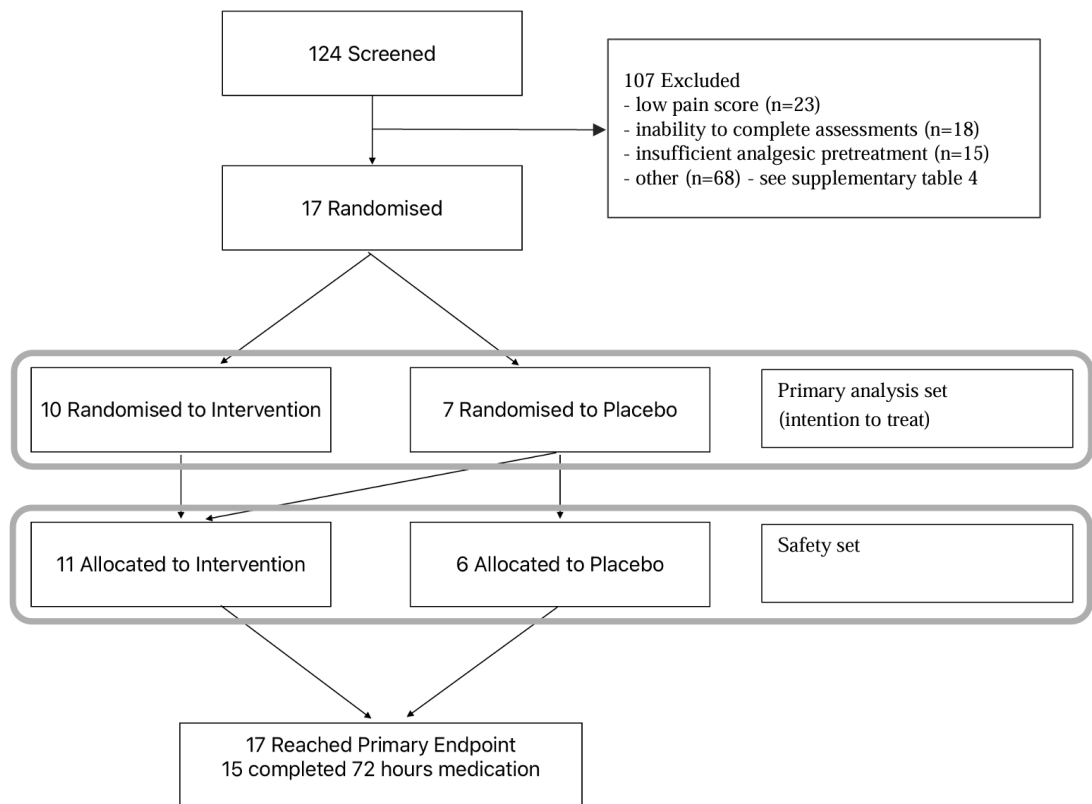 124 Screened
107 Excluded
- low pain score (n=23)
- inability to complete assessments (n=18)
- insufficient analgesic pretreatment (n=15)
- other (n=68) - see supplementary table 4
17 Randomised
10 Randomised to Intervention
7 Randomised to Placebo
Primary analysis set
(intention to treat)
11 Allocated to Intervention
6 Allocated to Placebo
Safety set
17 Reached Primary Endpoint
15 completed 72 hours medication